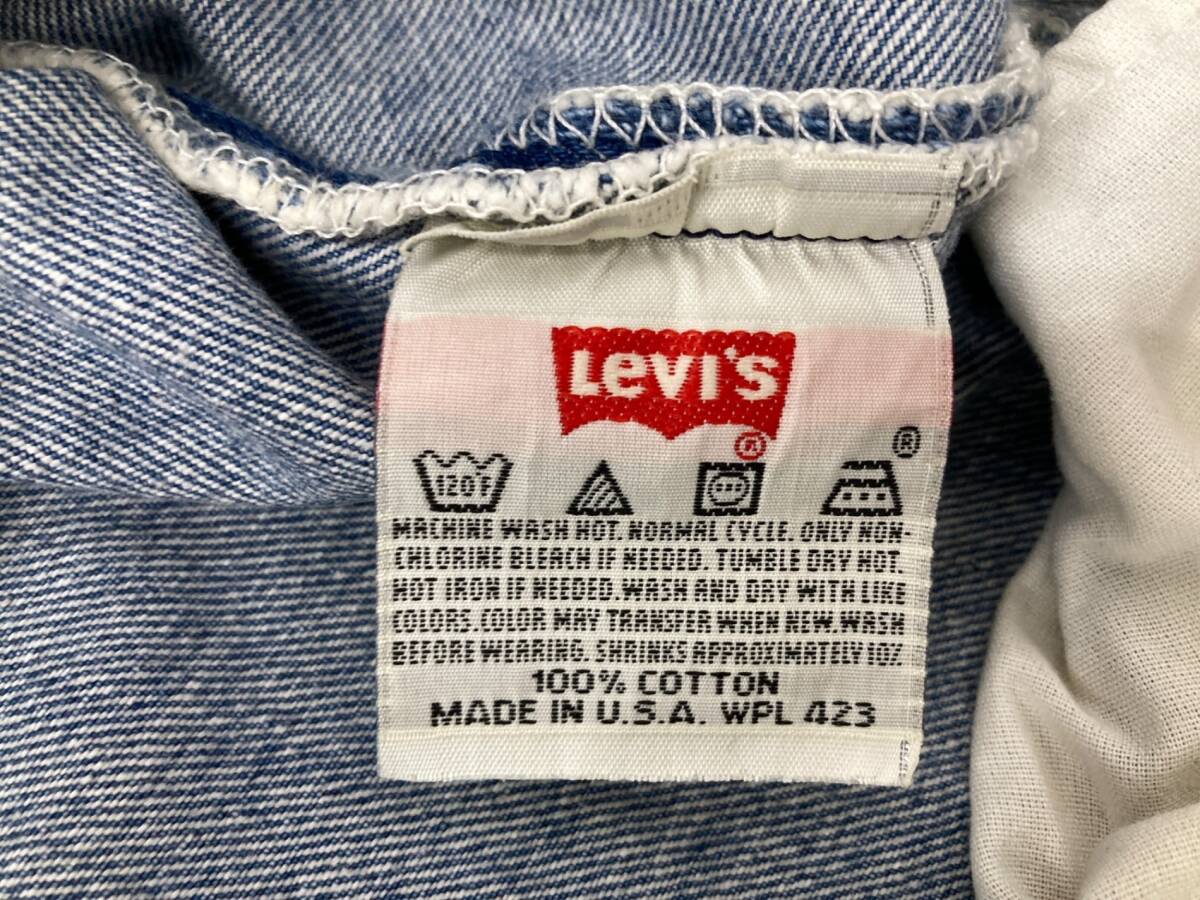 Levi's
®
®
120F
MACHINE WASH HOT. NORMAL CYCLE. ONLY NON-
CHLORINE BLEACH IF NEEDED. TUMBLE DRY HOT.
HOT IRON IF NEEDED. WASH AND DRY WITH LIKE
COLORS. COLOR MAY TRANSFER WHEN NEW. WASH
BEFORE WEARING. SHRINKS APPROXIMATELY 10%
100% COTTON
MADE IN U.S.A. WPL 423